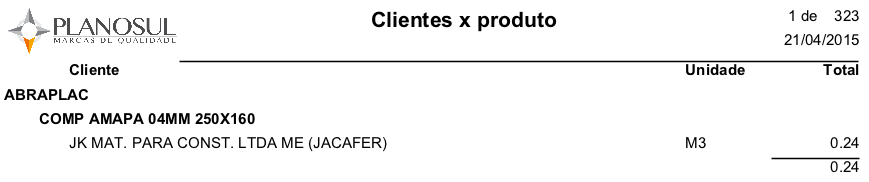 PLANOSUL
MARCAS DE QUALIDADE
Clientes x produto
1 de 323
21/04/2015
Cliente Unidade Total
ABRAPLAC
COMP AMAPA 04MM 250X160
JK MAT. PARA CONST. LTDA ME (JACAFER) M3 0.24
0.24